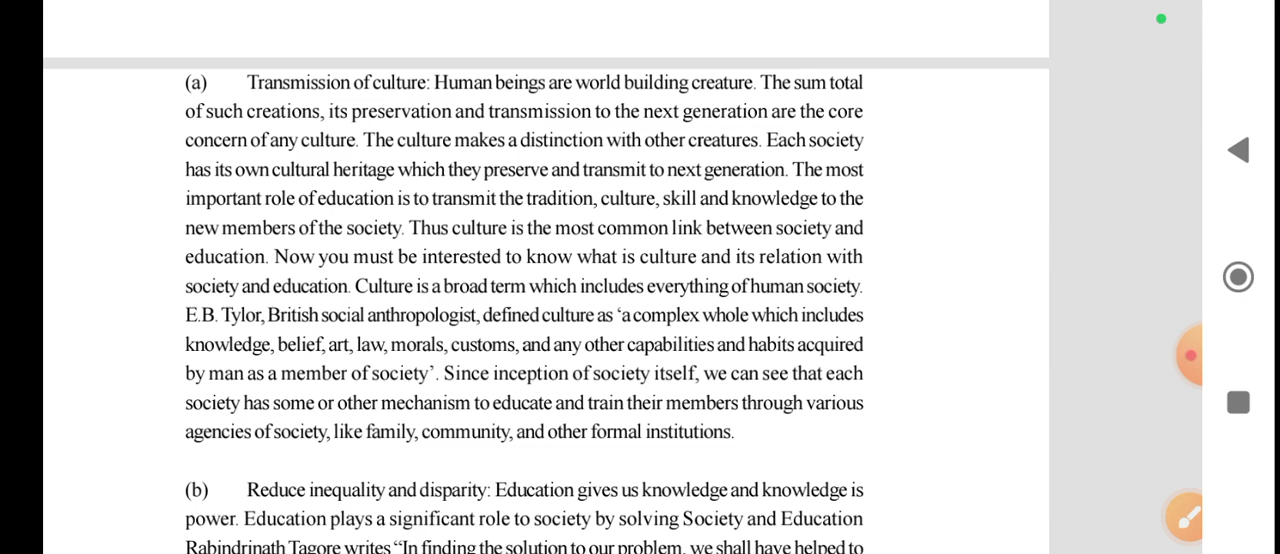 (a) Transmission of culture: Human beings are world building creature. The sum total
of such creations, its preservation and transmission to the next generation are the core
concern of any culture. The culture makes a distinction with other creatures. Each society
has its own cultural heritage which they preserve and transmit to next generation. The most
important role of education is to transmit the tradition, culture, skill and knowledge to the
new members of the society. Thus culture is the most common link between society and
education. Now you must be interested to know what is culture and its relation with
society and education. Culture is a broad term which includes everything of human society.
E.B. Tylor, British social anthropologist, defined culture as ‘a complex whole which includes
knowledge, belief, art, law, morals, customs, and any other capabilities and habits acquired
by man as a member of society’. Since inception of society itself, we can see that each
society has some or other mechanism to educate and train their members through various
agencies of society, like family, community, and other formal institutions.
(b) Reduce inequality and disparity: Education gives us knowledge and knowledge is
power. Education plays a significant role to society by solving Society and Education
Rabindrinath Tagore writes “In finding the solution to our problem, we shall have helped to